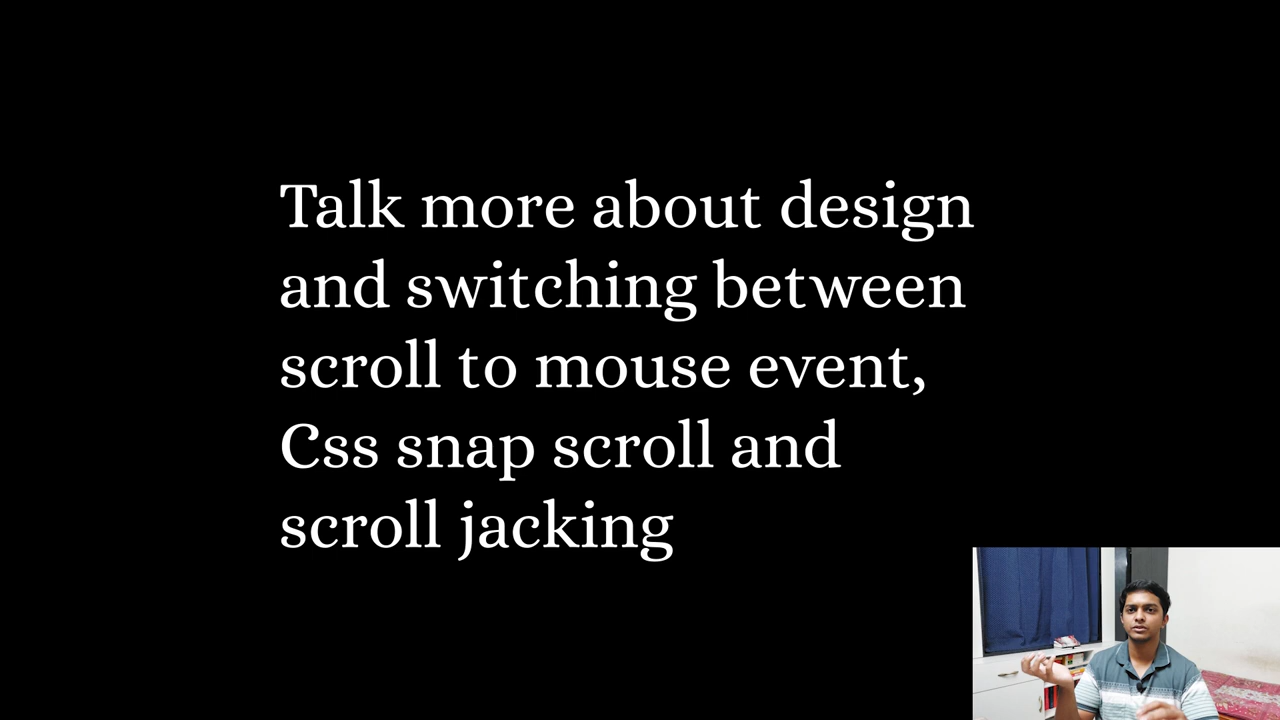 Talk more about design
and switching between
scroll to mouse event,
Css snap scroll and
scroll jacking